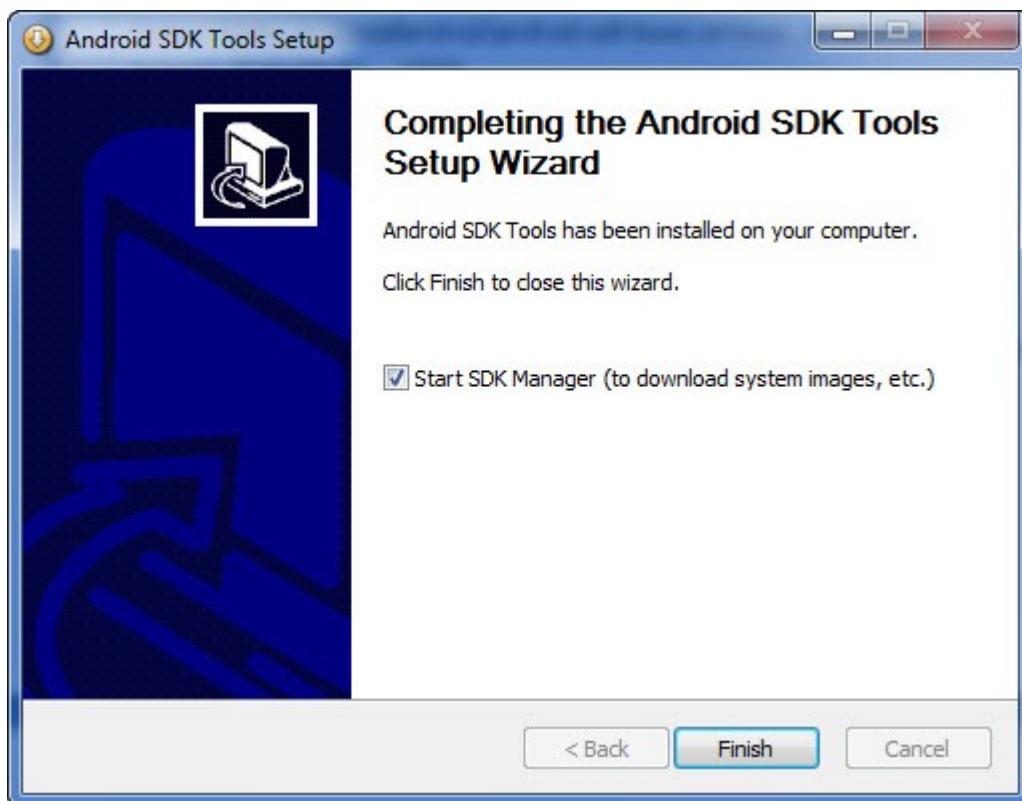 Android SDK Tools Setup
Completing the Android SDK Tools
Setup Wizard
Android SDK Tools has been installed on your computer.
Click Finish to close this wizard.
Start SDK Manager (to download system images, etc.)
< Back Finish Cancel